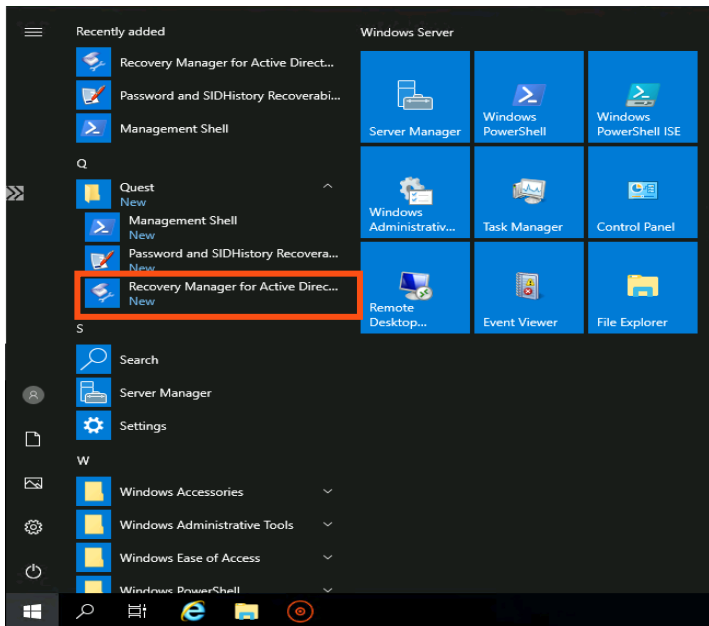 Recently added
Recovery Manager for Active Direct...
Password and SIDHistory Recoverabi...
Management Shell
Q
Quest
New
Management Shell
New
Password and SIDHistory Recovera...
New
Recovery Manager for Active Direc...
New
S
Search
Server Manager
Settings
W
Windows Accessories
Windows Administrative Tools
Windows Ease of Access
Windows PowerShell
Windows Server
Server Manager
Windows
PowerShell
Windows
PowerShell ISE
Windows
Administrativ...
Task Manager
Control Panel
Remote
Desktop...
Event Viewer
File Explorer